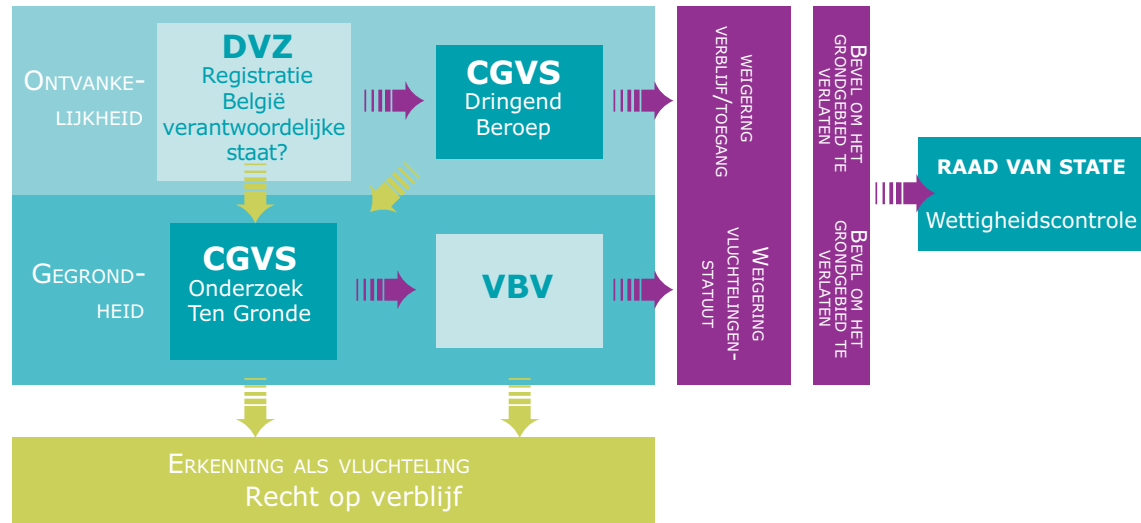 ONTVANKE-
LIJKHEID
DVZ
Registratie
België
verantwoordelijke
staat?
CGVS
Dringend
Beroep
WEIGERING
VERBLIJF/TOEGANG
BEVEL OM HET
GRONDGEBIED TE
VERLATEN
RAAD VAN STATE
Wettigheidscontrole
GEGROND-
HEID
CGVS
Onderzoek
Ten Gronde
VBV
WEIGERING
VLUCHTELINGEN-
STATUUT
BEVEL OM HET
GRONDGEBIED TE
VERLATEN
ERKENNING ALS VLUCHTELING
Recht op verblijf